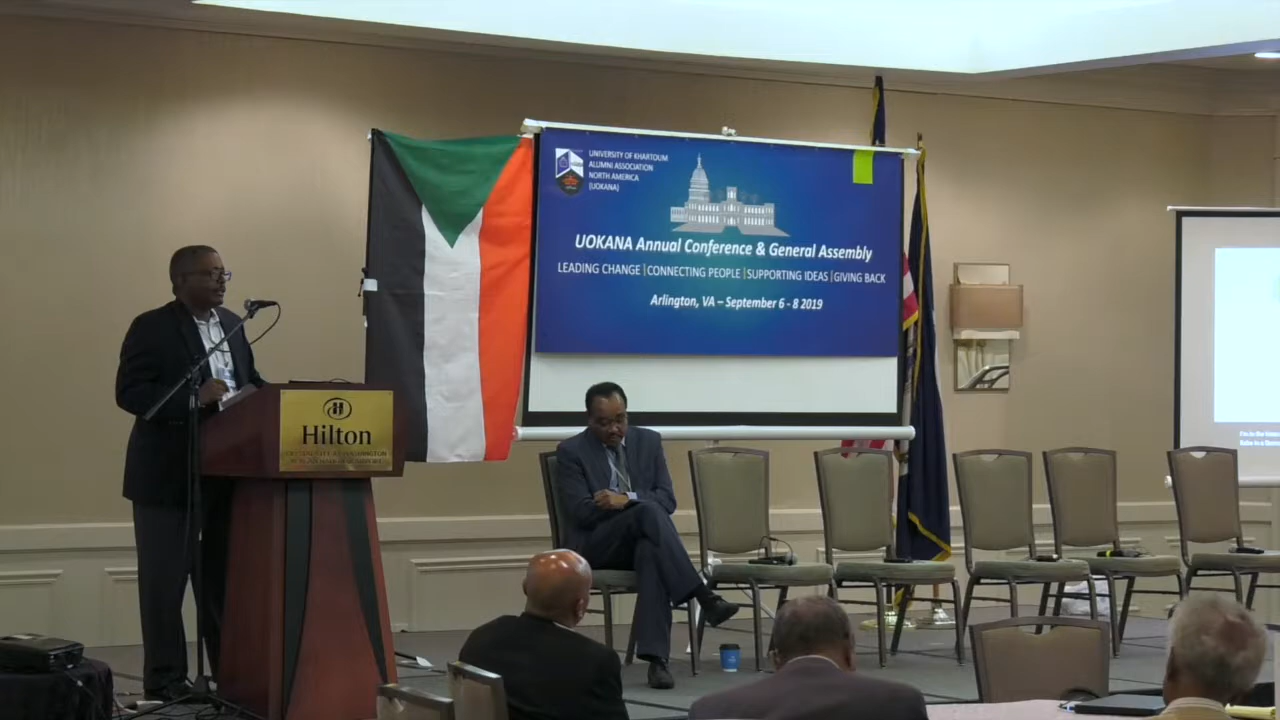 UNIVERSITY OF KHARTOUM
ALUMNI ASSOCIATION
NORTH AMERICA
(UOKANA)
UOKANA Annual Conference & General Assembly
LEADING CHANGE | CONNECTING PEOPLE | SUPPORTING IDEAS | GIVING BACK
Arlington, VA – September 6 - 8 2019
Hilton